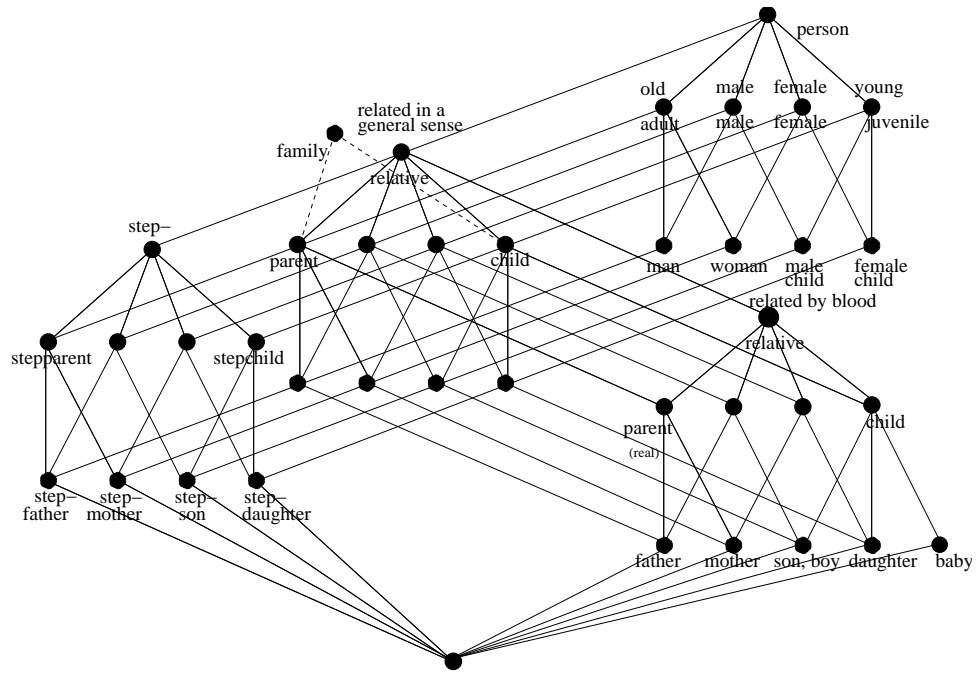 person
old
male
female
young
adult
male
female
juvenile
related in a
general sense
family
relative
step–
parent
child
man
woman
male
child
female
child
related by blood
relative
stepparent
stepchild
parent
(real)
child
step–
father
step–
mother
step–
son
step–
daughter
father
mother
son, boy
daughter
baby